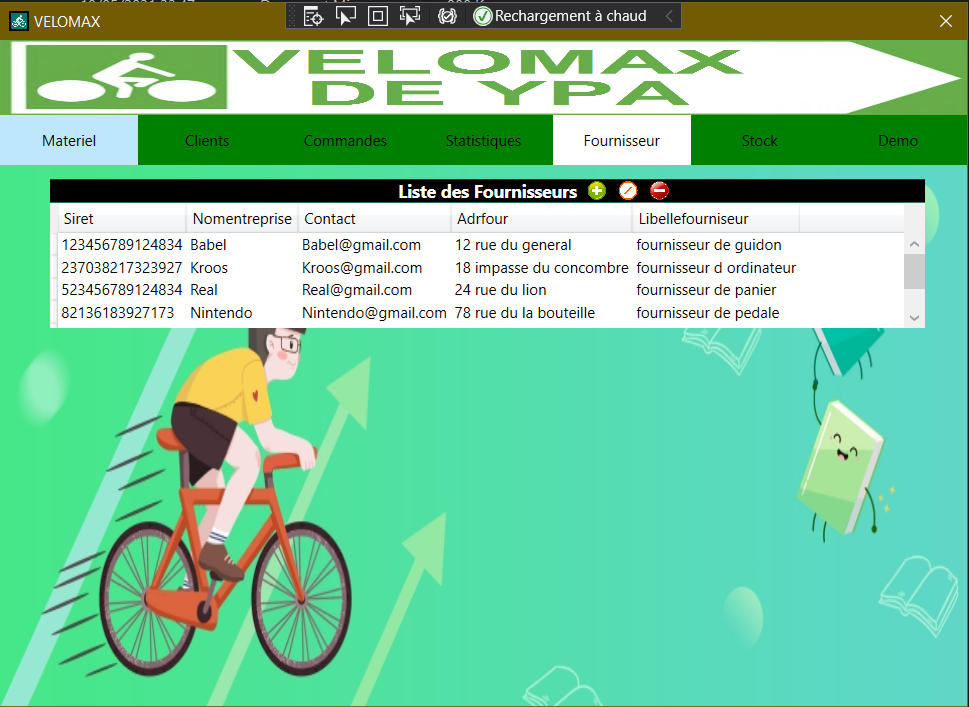 VELOMAX
Rechargement à chaud
VELOMAX
DE YPA
Materiel Clients Commandes Statistiques Fournisseur Stock Demo
Liste des Fournisseurs
Siret Nomentreprise Contact Adrfour Libellefourniseur
123456789124834 Babel Babel@gmail.com 12 rue du general fournisseur de guidon
237038217323927 Kroos Kroos@gmail.com 18 impasse du concombre fournisseur d ordinateur
523456789124834 Real Real@gmail.com 24 rue du lion fournisseur de panier
82136183927173 Nintendo Nintendo@gmail.com 78 rue du la bouteille fournisseur de pedale